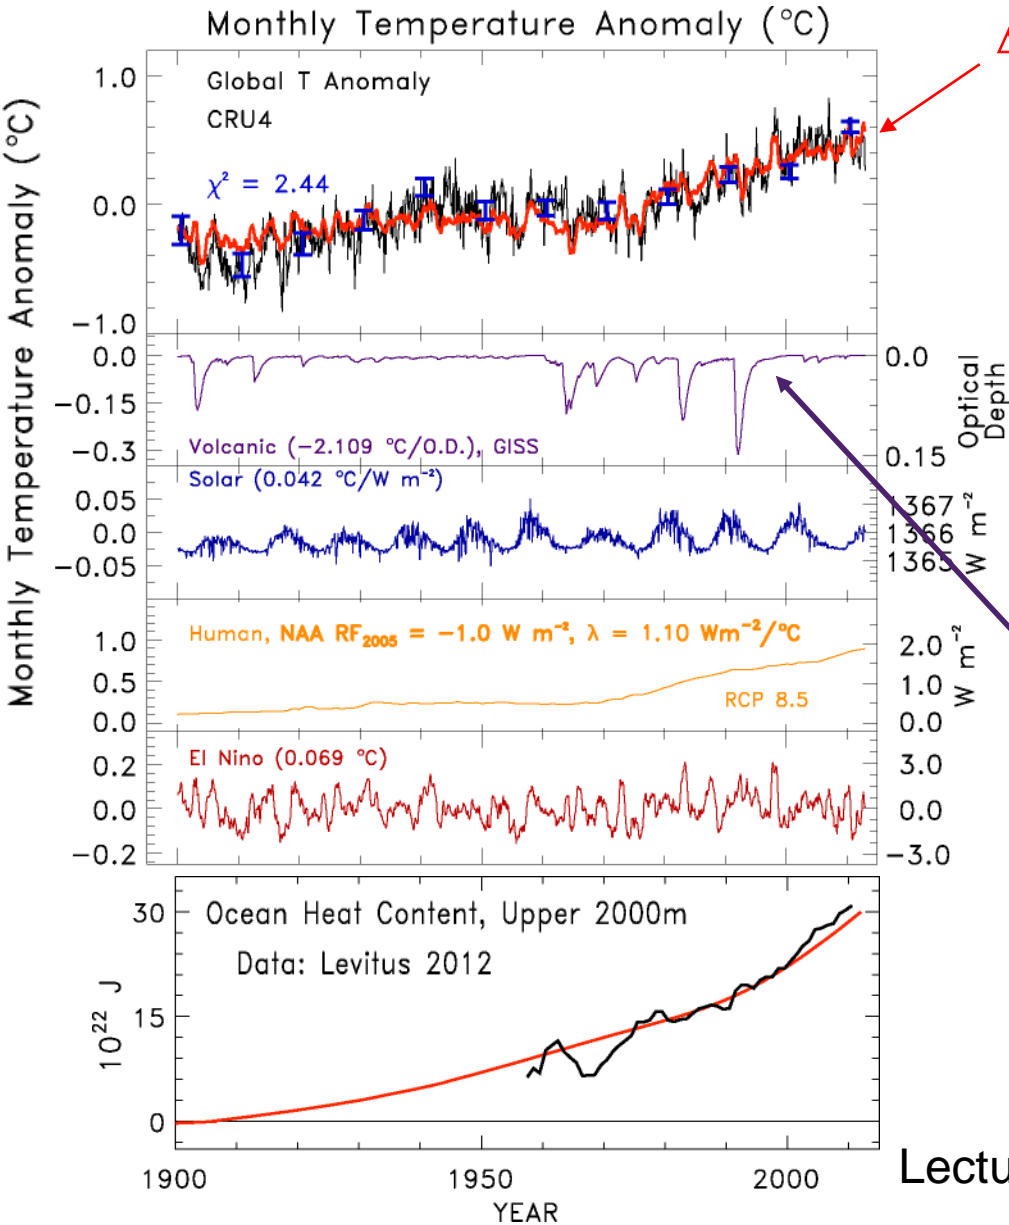 Monthly Temperature Anomaly (°C)
Monthly Temperature Anomaly (°C)
Δ
Global T Anomaly
CRU4
χ² = 2.44
1.0
0.0
−1.0
0.0
−0.15
−0.3
Volcanic (−2.109 °C/O.D.), GISS
0.0
0.15
Optical
Depth
Solar (0.042 °C/W m⁻²)
0.05
0.0
−0.05
1367
1366
1365
W m⁻²
Human, NAA RF₂₀₀₅ = −1.0 W m⁻², λ = 1.10 Wm⁻²/°C
RCP 8.5
1.0
0.5
0.0
2.0
1.0
0.0
W m⁻²
El Nino (0.069 °C)
0.2
0.0
−0.2
3.0
0.0
−3.0
Ocean Heat Content, Upper 2000m
Data: Levitus 2012
30
15
0
10²² J
1900
1950
2000
YEAR
Lectu